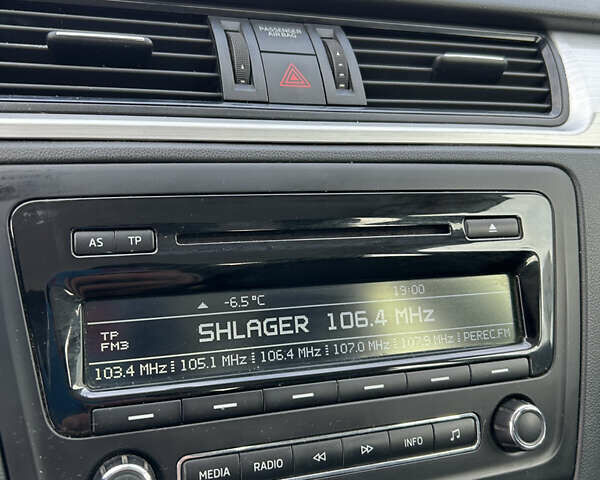 PASSENGER
AIR BAG
AS TP
-6.5°C 19:00
TP
FM3
SHLAGER 106.4 MHz
103.4 MHz 105.1 MHz 106.4 MHz 107.0 MHz 107.9 MHz PEREC.FM
MEDIA RADIO INFO